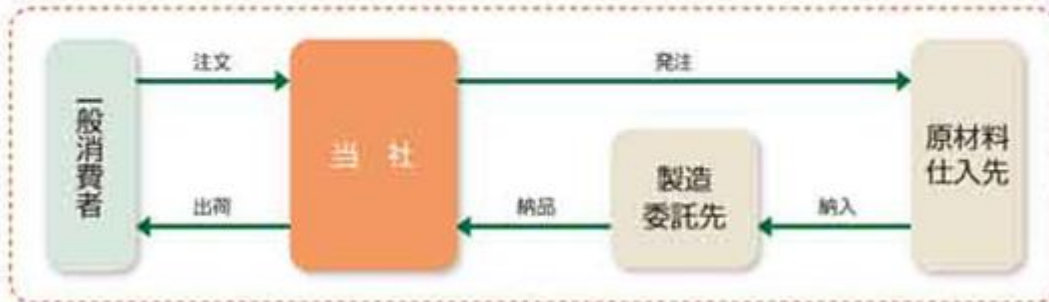 一般消費者
注文
出荷
当 社
発注
納品
製造
委託先
納入
原材料
仕入先